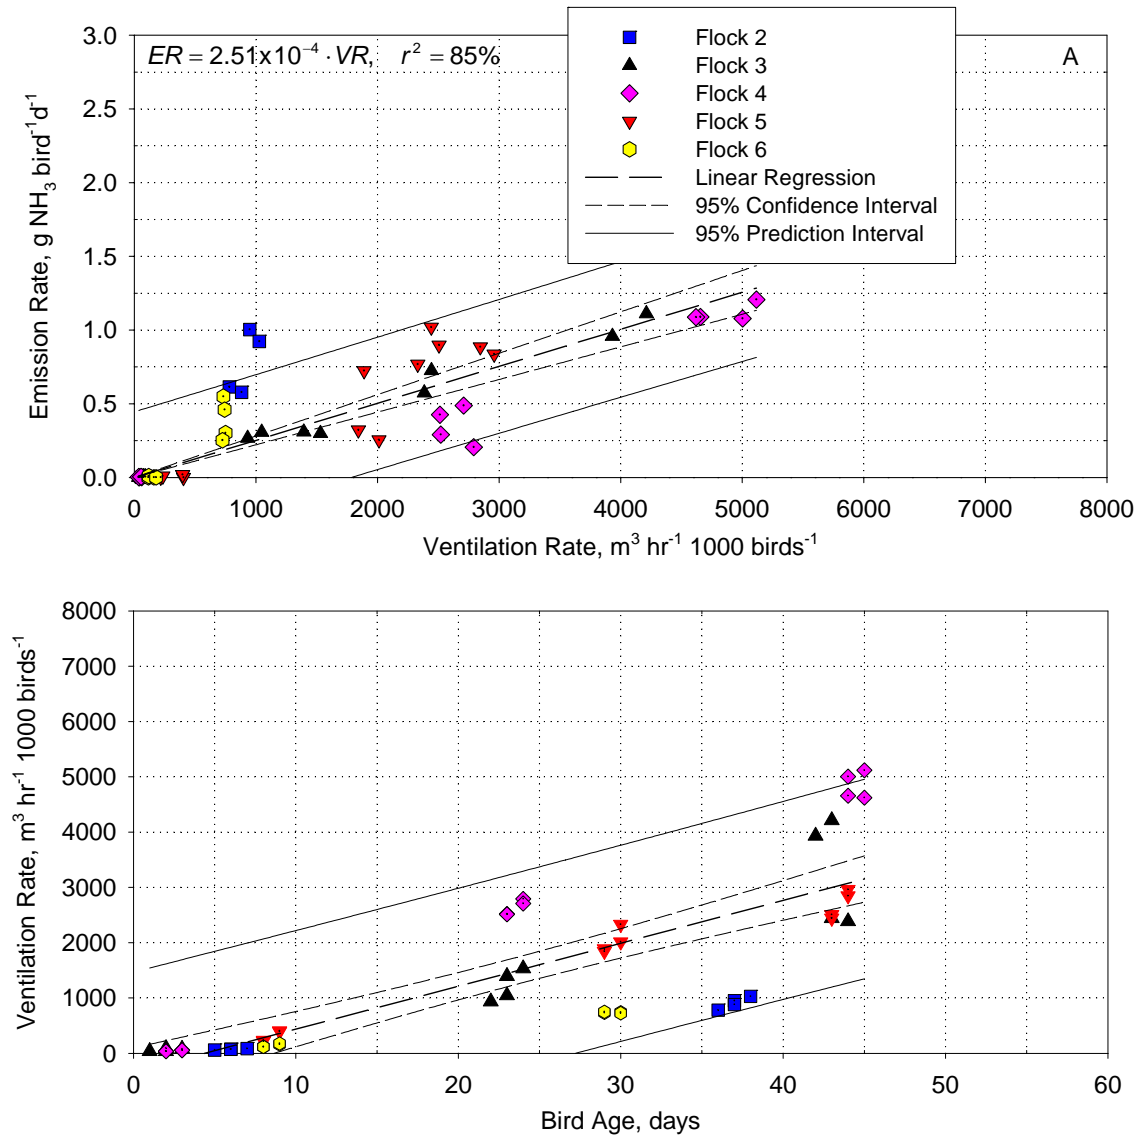 ER = 2.51x10⁻⁴ · VR, r² = 85%
A
Flock 2
Flock 3
Flock 4
Flock 5
Flock 6
Linear Regression
95% Confidence Interval
95% Prediction Interval
Emission Rate, g NH₃ bird⁻¹d⁻¹
3.0
2.5
2.0
1.5
1.0
0.5
0.0
0 1000 2000 3000 4000 5000 6000 7000 8000
Ventilation Rate, m³ hr⁻¹ 1000 birds⁻¹
Ventilation Rate, m³ hr⁻¹ 1000 birds⁻¹
8000
7000
6000
5000
4000
3000
2000
1000
0
0 10 20 30 40 50 60
Bird Age, days